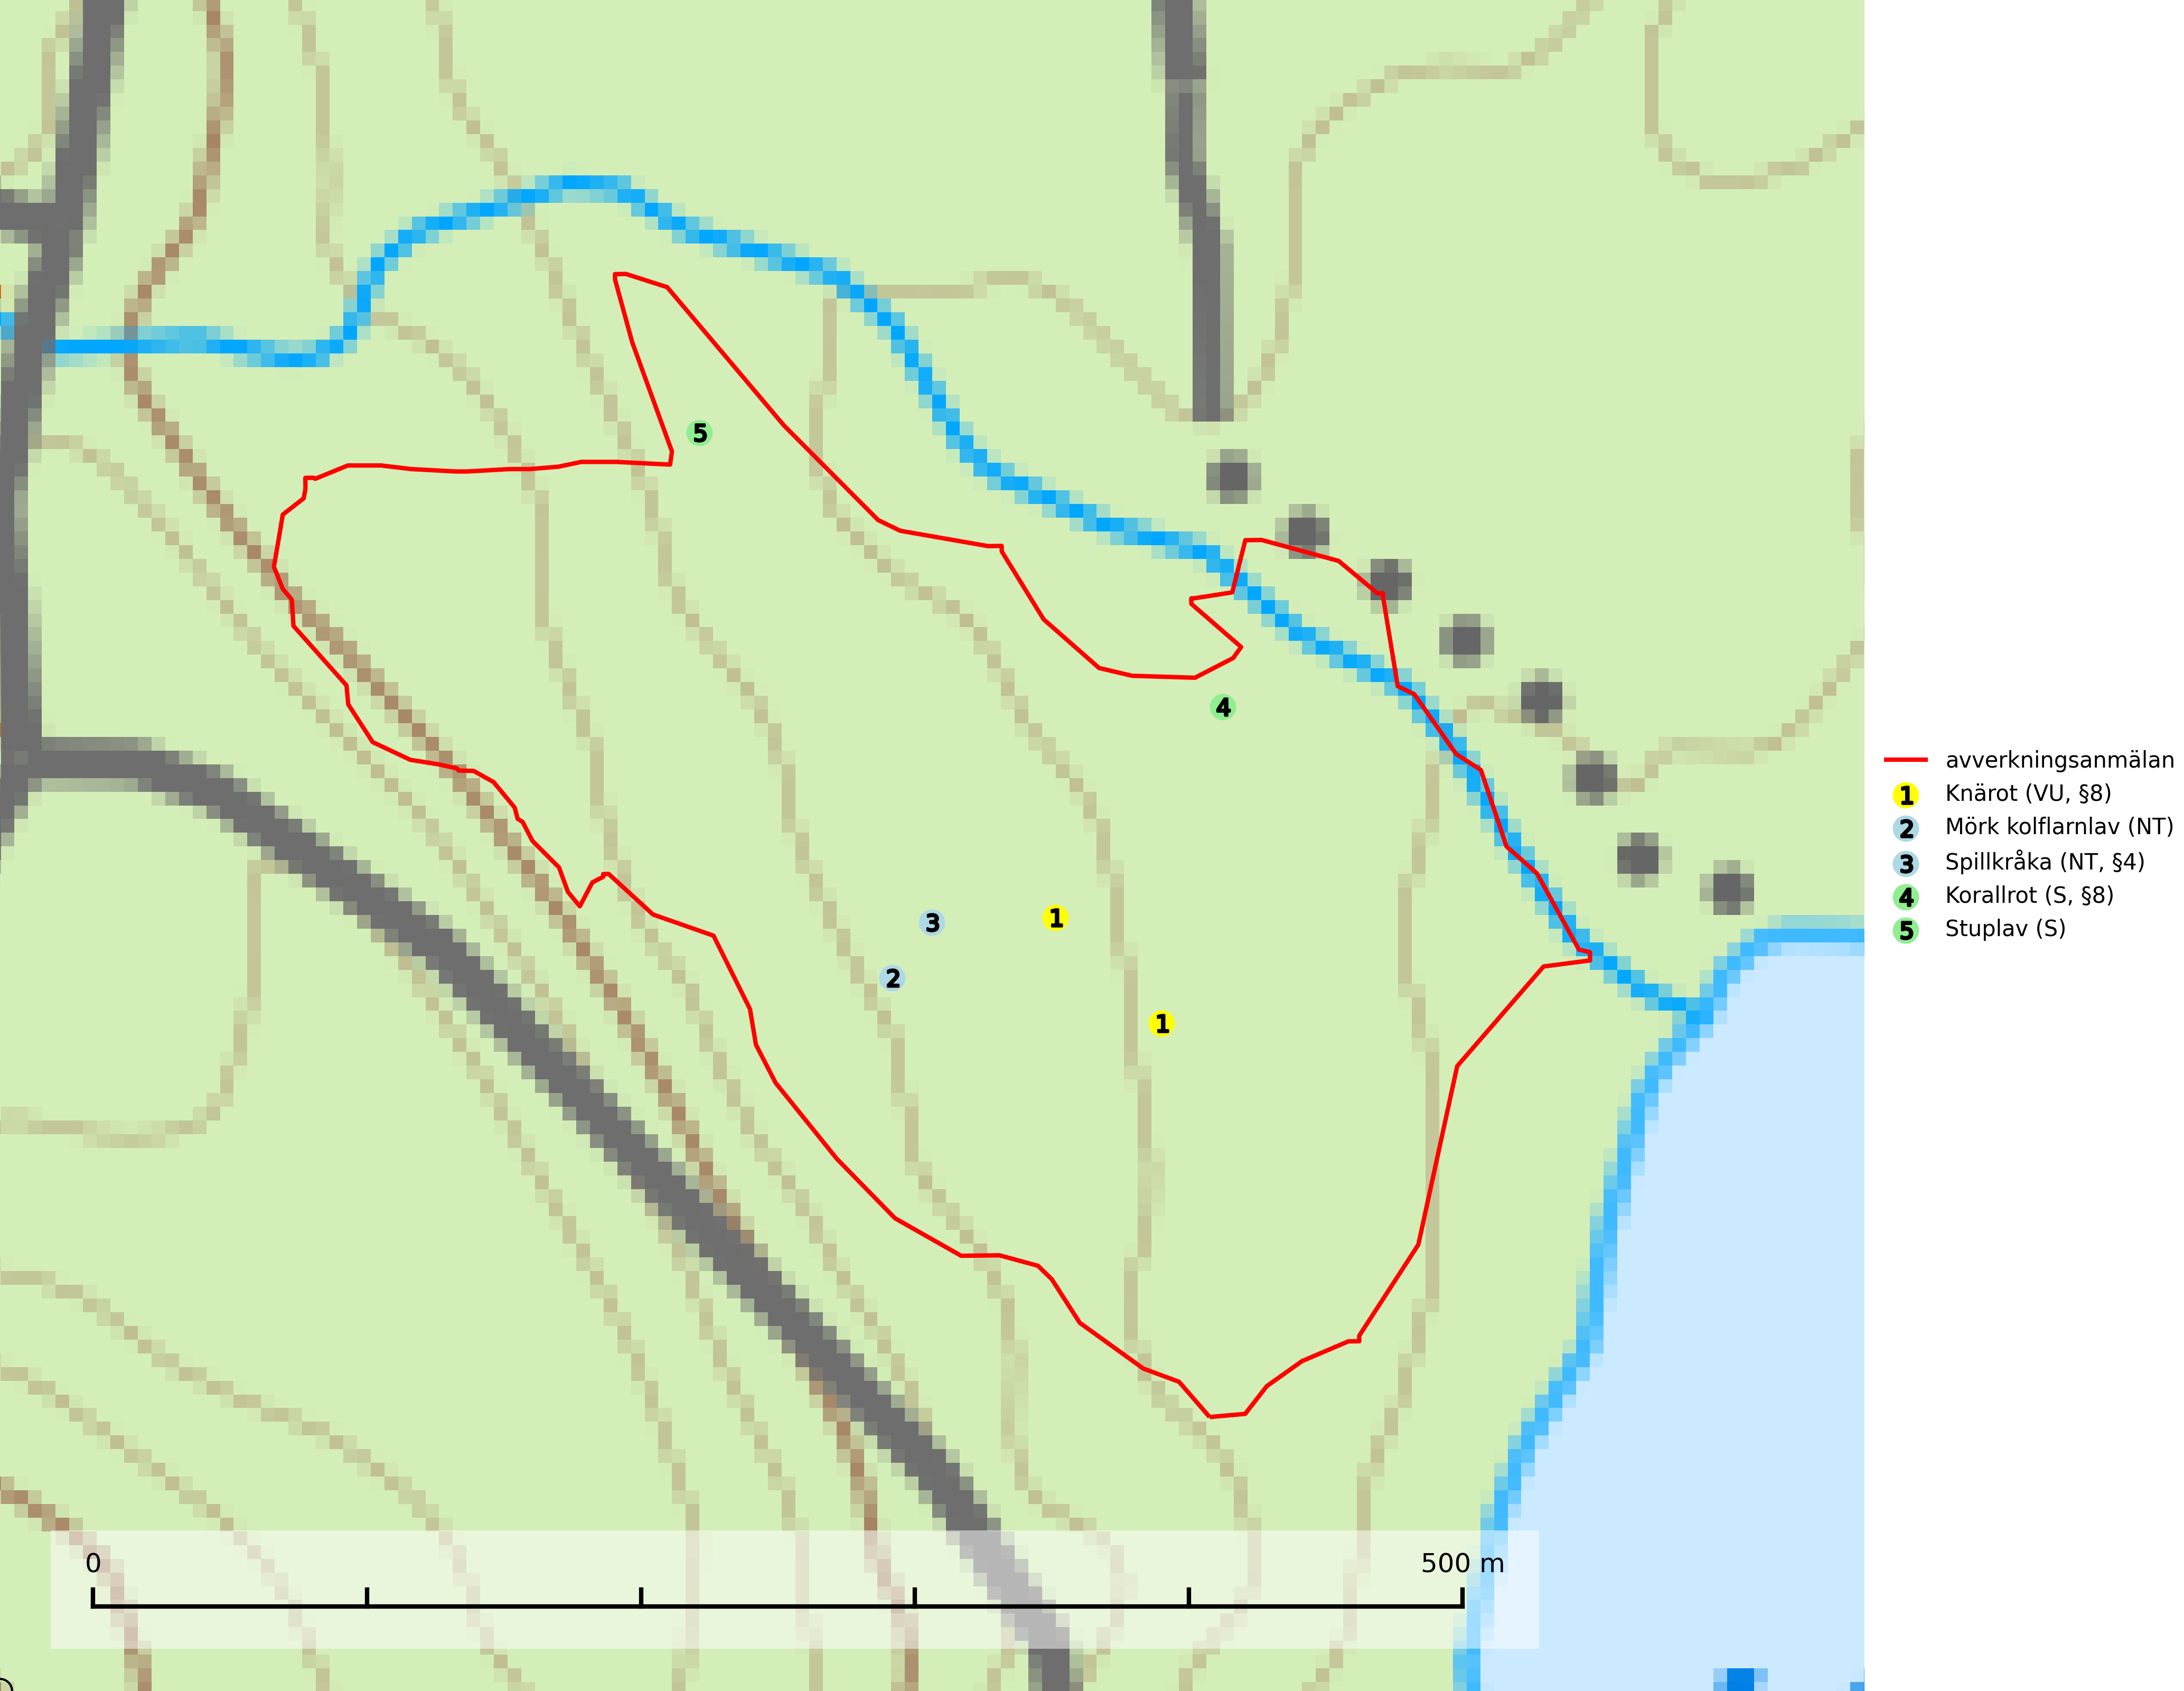 5
4
3
1
2
1
avverkningsanmälan
1 Knärot (VU, §8)
2 Mörk kolflarnlav (NT)
3 Spillkråka (NT, §4)
4 Korallrot (S, §8)
5 Stuplav (S)
0 500 m